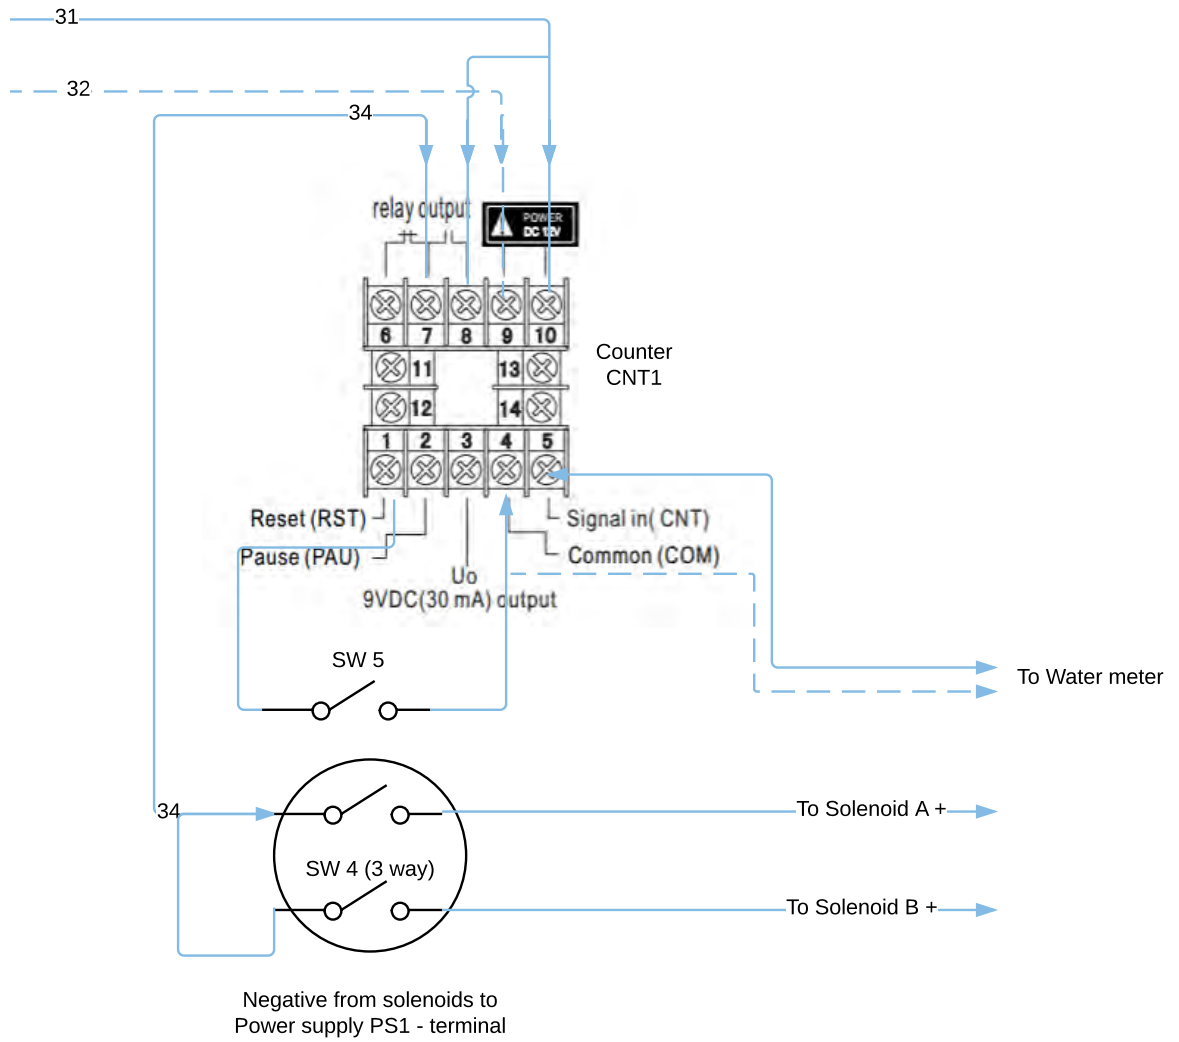 31
32
34
relay output
POWER
DC 12V
6 7 8 9 10
11 13
12 14
1 2 3 4 5
Counter
CNT1
Reset (RST)
Signal in( CNT)
Pause (PAU)
Common (COM)
Uo
9VDC(30 mA) output
SW 5
To Water meter
34
To Solenoid A +
SW 4 (3 way)
To Solenoid B +
Negative from solenoids to
Power supply PS1 - terminal